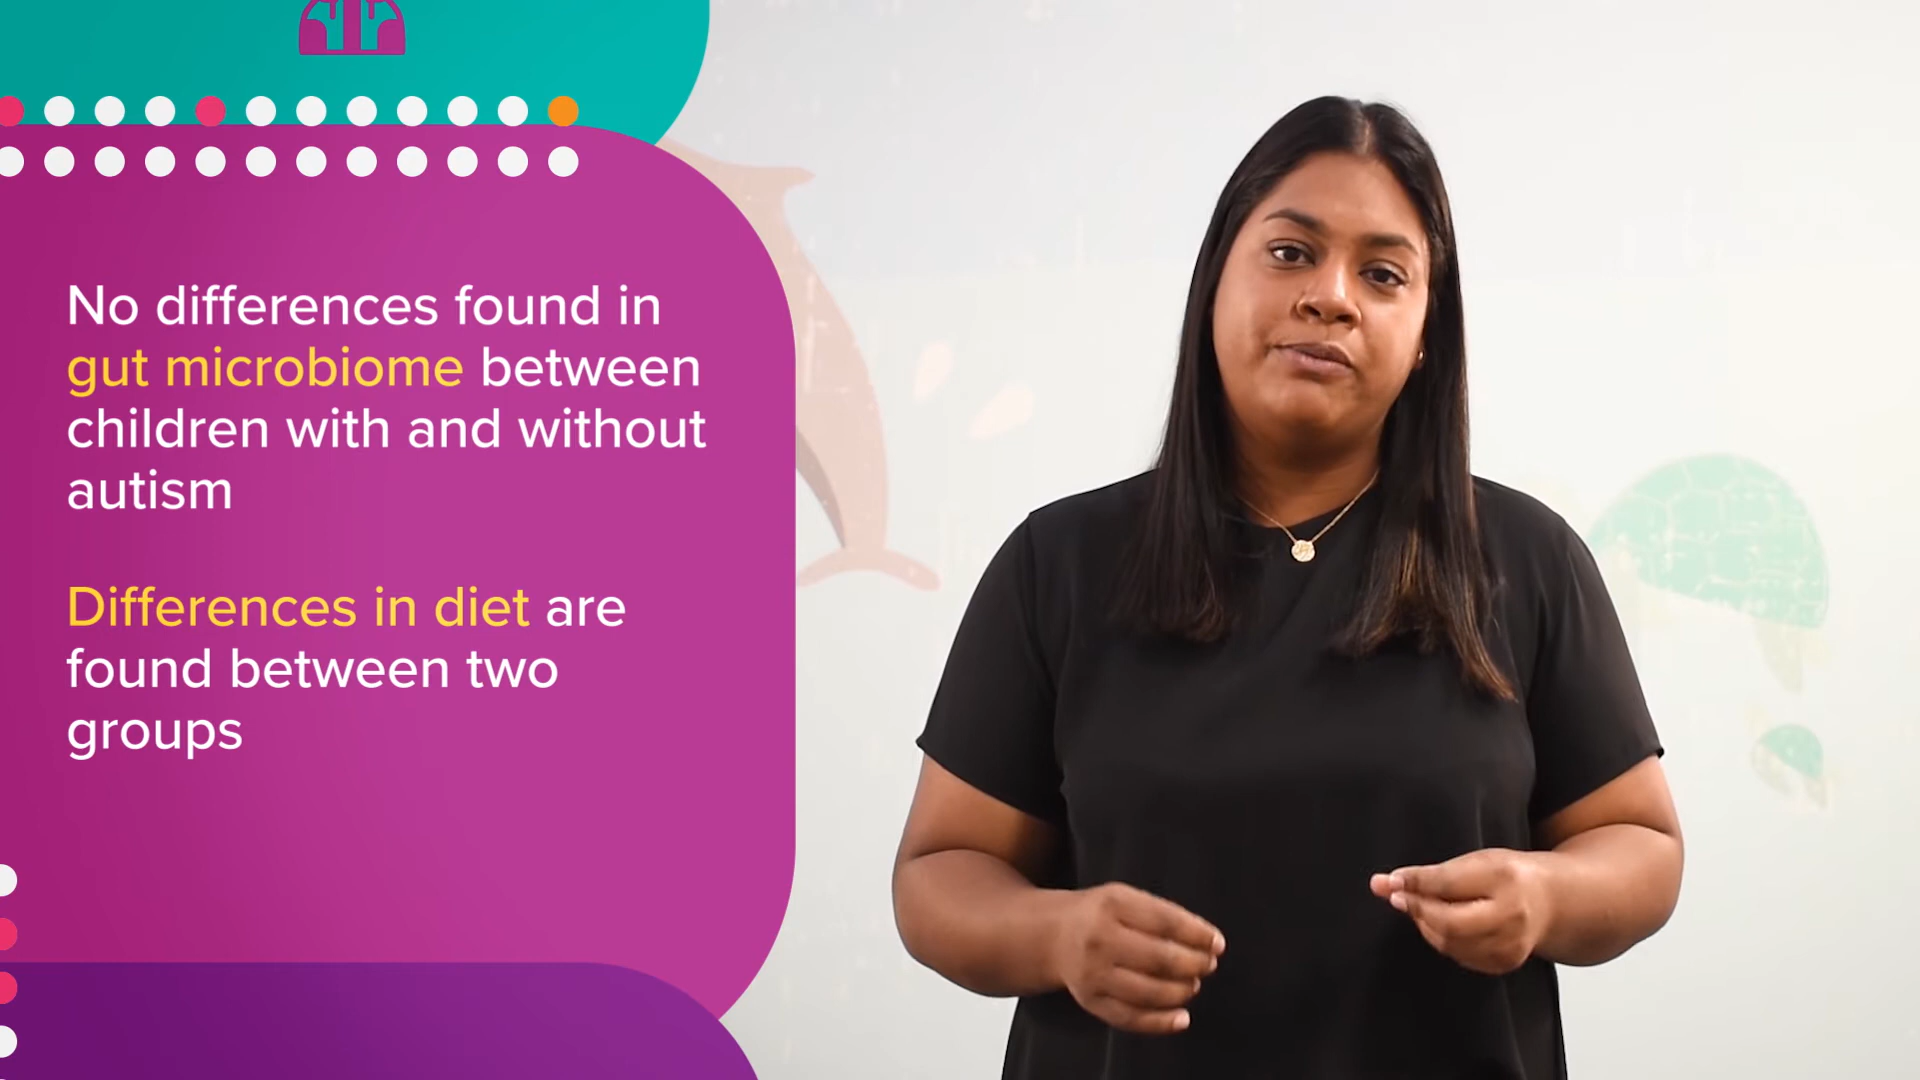 No differences found in
gut microbiome between
children with and without
autism
Differences in diet are
found between two
groups